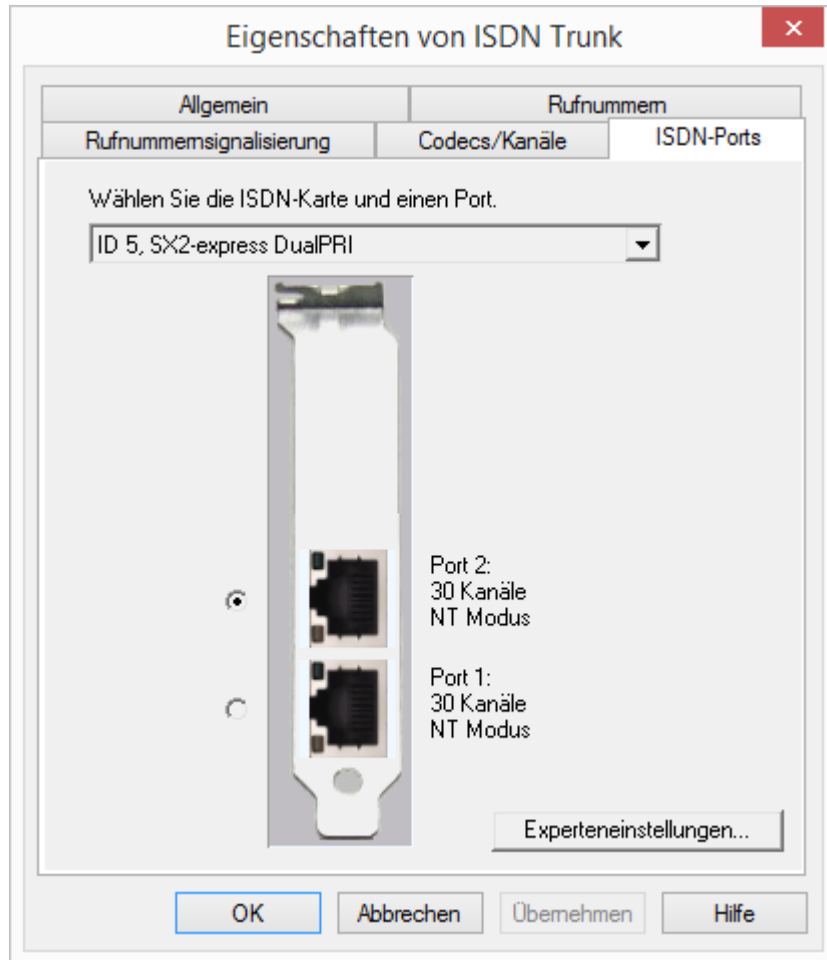 Eigenschaften von ISDN Trunk
Allgemein
Rufnummern
Rufnummernsignalisierung
Codecs/Kanäle
ISDN-Ports
Wählen Sie die ISDN-Karte und einen Port.
ID 5, SX2-express DualPRI
Port 2:
30 Kanäle
NT Modus
Port 1:
30 Kanäle
NT Modus
Experteneinstellungen...
OK
Abbrechen
Übernehmen
Hilfe